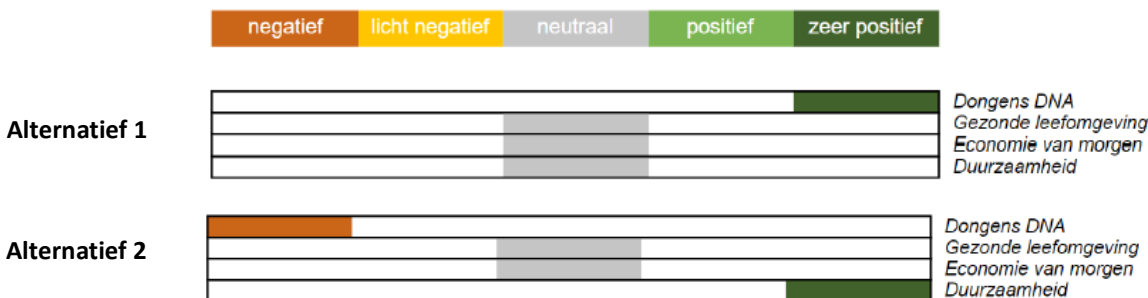 negatief licht negatief neutraal positief zeer positief
Alternatief 1
Dongens DNA
Gezonde leefomgeving
Economie van morgen
Duurzaamheid
Alternatief 2
Dongens DNA
Gezonde leefomgeving
Economie van morgen
Duurzaamheid